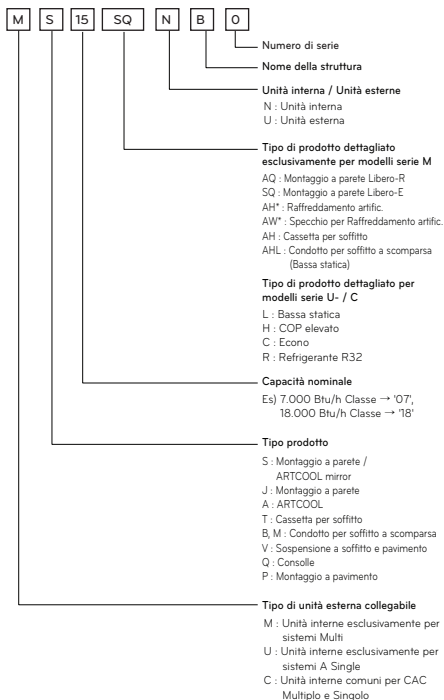 M S 15 SQ N B 0
Numero di serie
Nome della struttura
Unità interna / Unità esterne
N : Unità interna
U : Unità esterna
Tipo di prodotto dettagliato
esclusivamente per modelli serie M
AQ : Montaggio a parete Libero-R
SQ : Montaggio a parete Libero-E
AH* : Raffreddamento artific.
AW* : Specchio per Raffreddamento artific.
AH : Cassetta per soffitto
AHL : Condotto per soffitto a scomparsa
(Bassa statica)
Tipo di prodotto dettagliato per
modelli serie U- / C
L : Bassa statica
H : COP elevato
C : Econo
R : Refrigerante R32
Capacità nominale
Es) 7.000 Btu/h Classe → '07',
18.000 Btu/h Classe → '18'
Tipo prodotto
S : Montaggio a parete /
ARTCOOL mirror
J : Montaggio a parete
A : ARTCOOL
T : Cassetta per soffitto
B, M : Condotto per soffitto a scomparsa
V : Sospensione a soffitto e pavimento
Q : Consolle
P : Montaggio a pavimento
Tipo di unità esterna collegabile
M : Unità interne esclusivamente per
sistemi Multi
U : Unità interne esclusivamente per
sistemi A Single
C : Unità interne comuni per CAC
Multiplo e Singolo